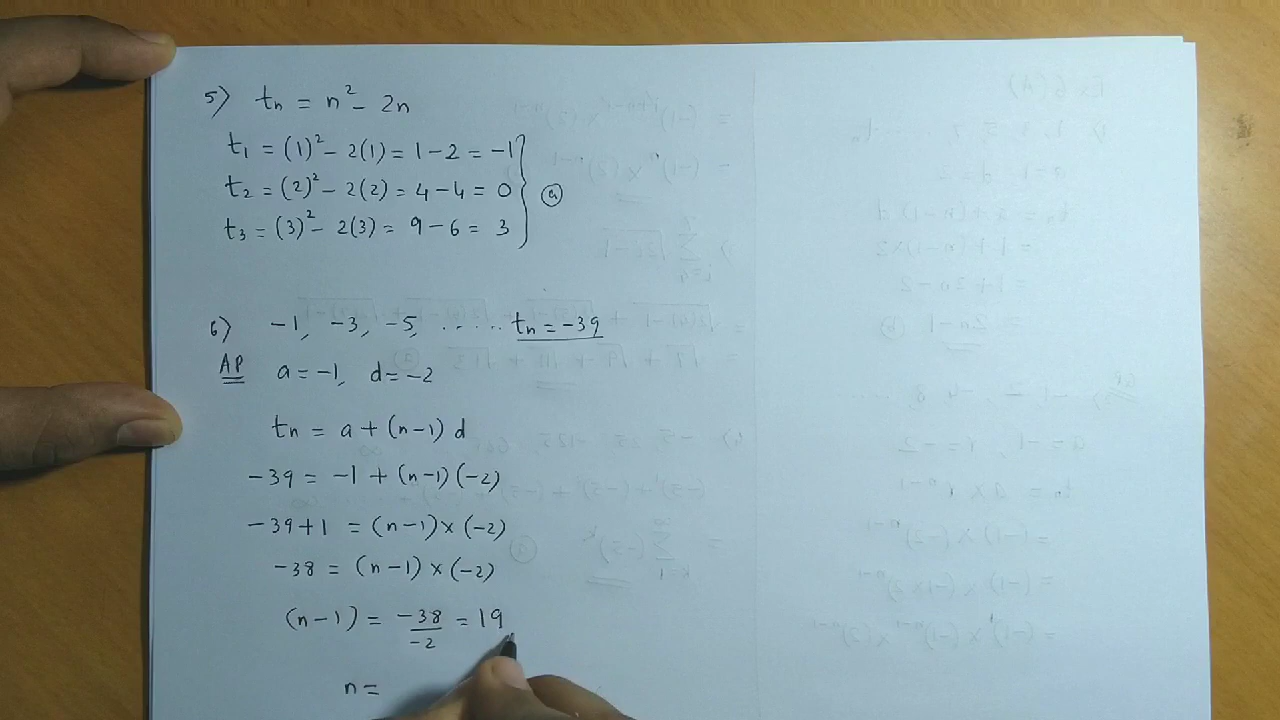 5) tn = n² - 2n
t1 = (1)² - 2(1) = 1 - 2 = -1
t2 = (2)² - 2(2) = 4 - 4 = 0
t3 = (3)² - 2(3) = 9 - 6 = 3
a
6) -1, -3, -5, ..... tn = -39
AP a = -1, d = -2
tn = a + (n-1) d
-39 = -1 + (n-1)(-2)
-39+1 = (n-1) × (-2)
-38 = (n-1) × (-2)
(n-1) = -38/-2 = 19
n =